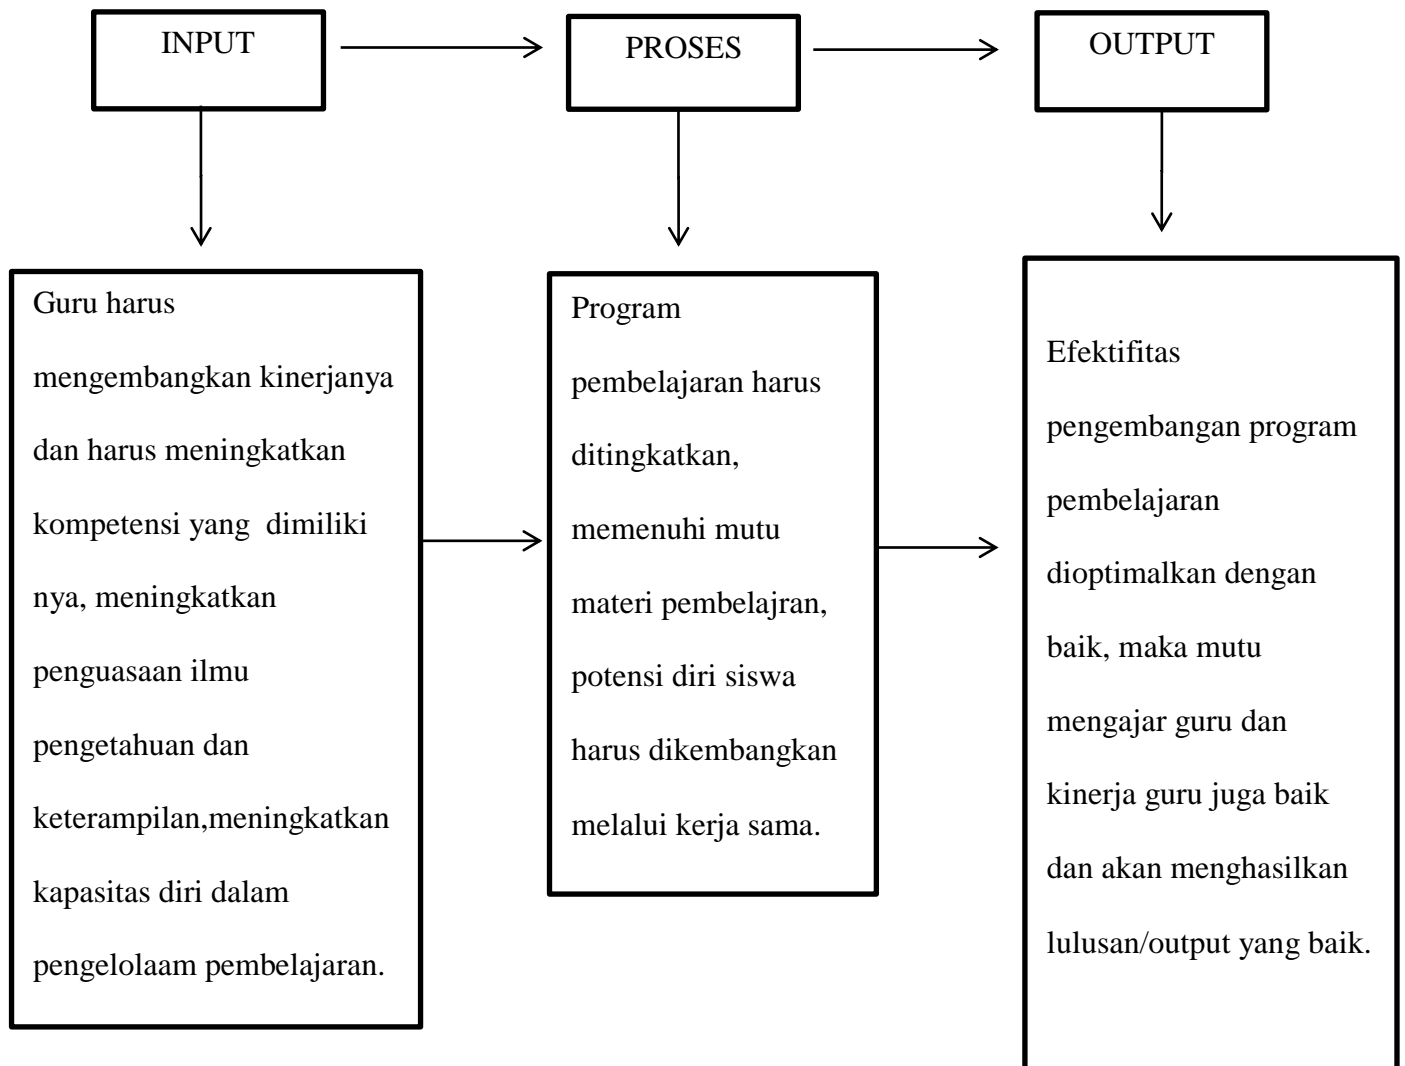 INPUT
PROSES
OUTPUT
Guru harus
mengembangkan kinerjanya
dan harus meningkatkan
kompetensi yang  dimiliki
nya, meningkatkan
penguasaan ilmu
pengetahuan dan
keterampilan,meningkatkan
kapasitas diri dalam
pengelolaam pembelajaran.
Program
pembelajaran harus
ditingkatkan,
memenuhi mutu
materi pembelajran,
potensi diri siswa
harus dikembangkan
melalui kerja sama.
Efektifitas
pengembangan program
pembelajaran
dioptimalkan dengan
baik, maka mutu
mengajar guru dan
kinerja guru juga baik
dan akan menghasilkan
lulusan/output yang baik.